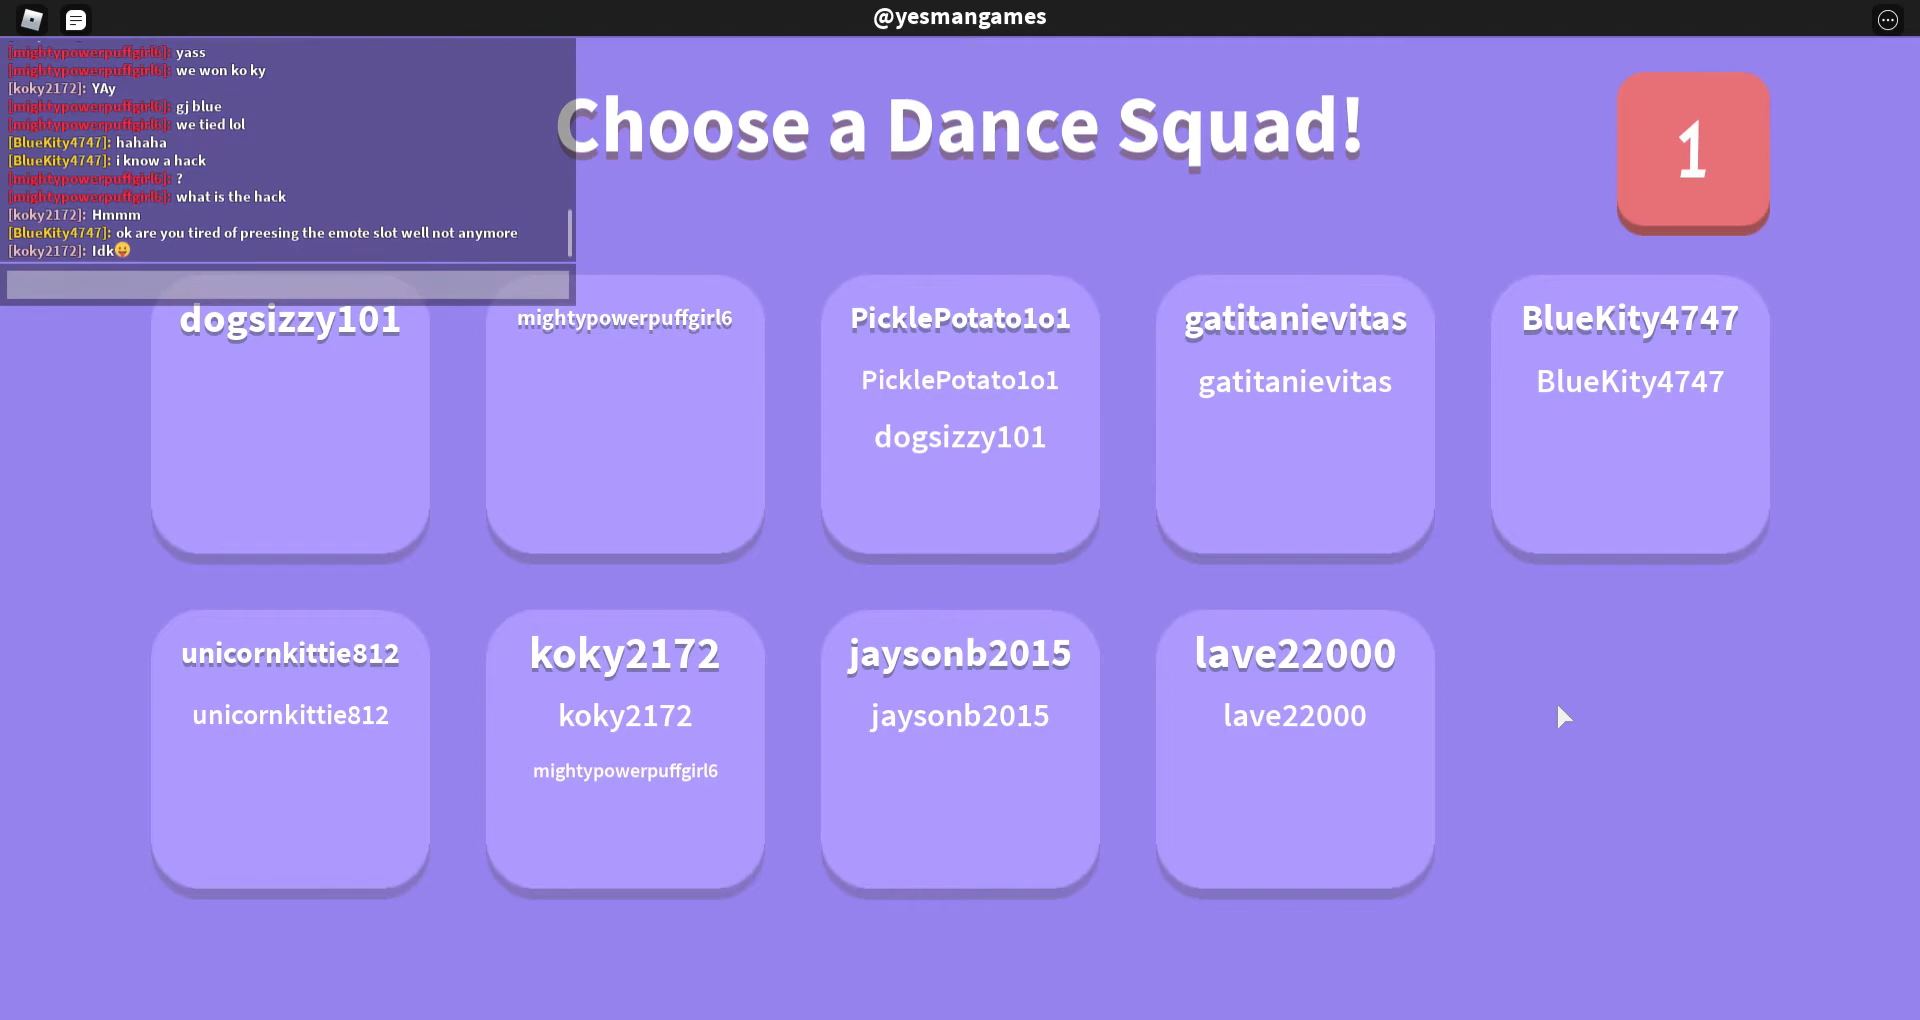 @yesmangames
[mightypowerpuffgirl6]: yass
[mightypowerpuffgirl6]: we won ko ky
[koky2172]: YAy
[mightypowerpuffgirl6]: gj blue
[mightypowerpuffgirl6]: we tied lol
[BlueKity4747]: hahaha
[BlueKity4747]: i know a hack
[mightypowerpuffgirl6]: ?
[mightypowerpuffgirl6]: what is the hack
[koky2172]: Hmmm
[BlueKity4747]: ok are you tired of preesing the emote slot well not anymore
[koky2172]: Idk😛
Choose a Dance Squad!
1
dogsizzy101
mightypowerpuffgirl6
PicklePotato1o1
PicklePotato1o1
dogsizzy101
gatitanievitas
gatitanievitas
BlueKity4747
BlueKity4747
unicornkittie812
unicornkittie812
koky2172
koky2172
mightypowerpuffgirl6
jaysonb2015
jaysonb2015
lave22000
lave22000